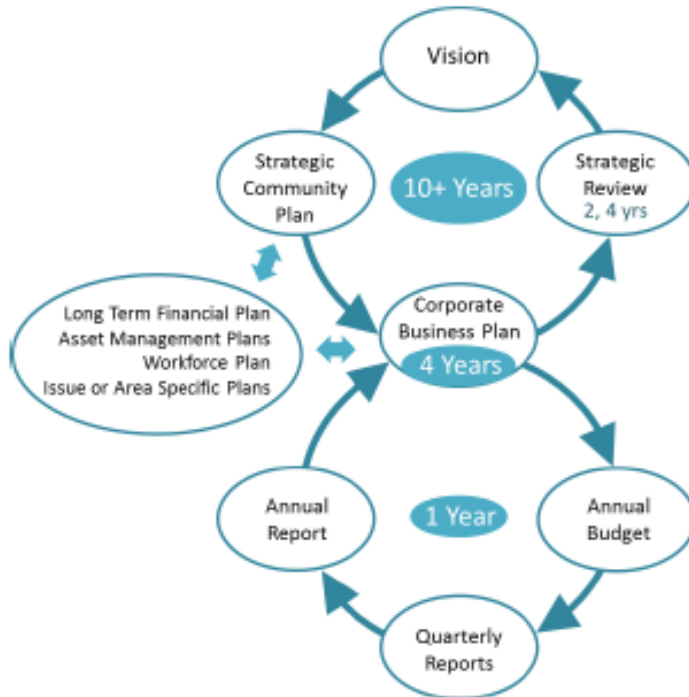 Vision
Strategic
Community
Plan
10+ Years
Strategic
Review
2, 4 yrs
Long Term Financial Plan
Asset Management Plans
Workforce Plan
Issue or Area Specific Plans
Corporate
Business Plan
4 Years
Annual
Report
1 Year
Annual
Budget
Quarterly
Reports